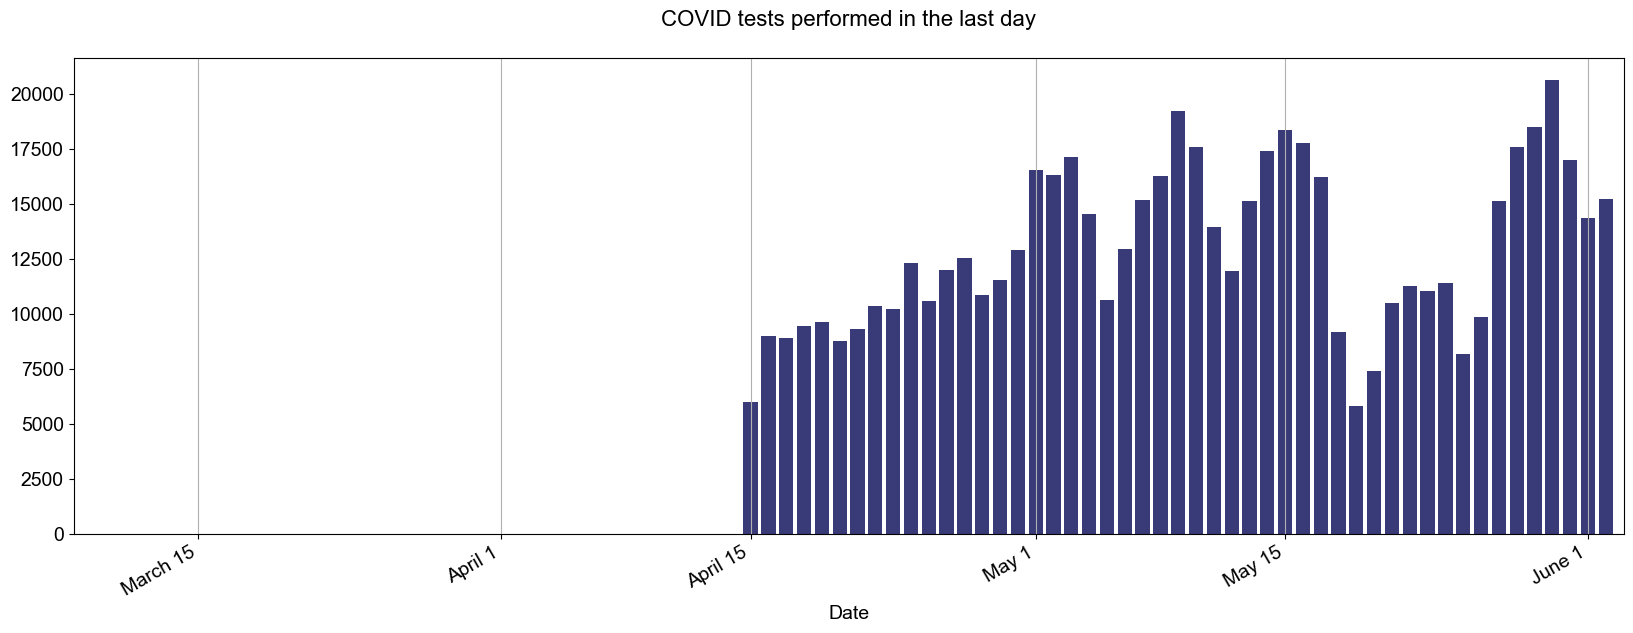 COVID tests performed in the last day
20000
17500
15000
12500
10000
7500
5000
2500
0
March 15
April 1
April 15
May 1
May 15
June 1
Date